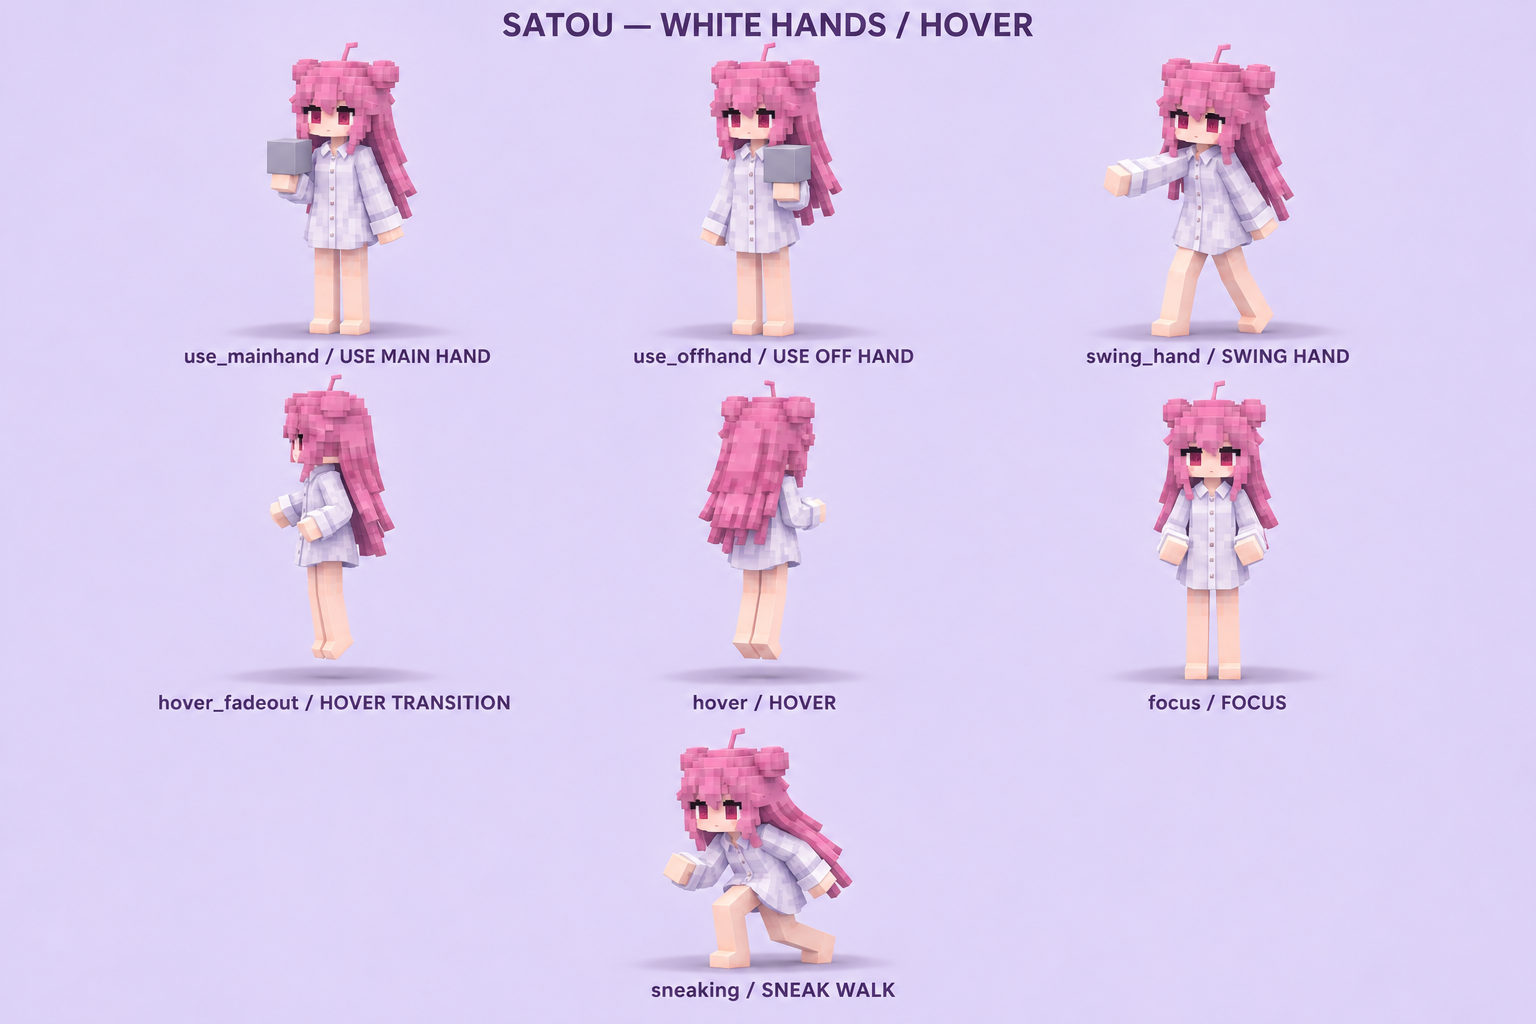 SATOU — WHITE HANDS / HOVER
use_mainhand / USE MAIN HAND
use_offhand / USE OFF HAND
swing_hand / SWING HAND
hover_fadeout / HOVER TRANSITION
hover / HOVER
focus / FOCUS
sneaking / SNEAK WALK